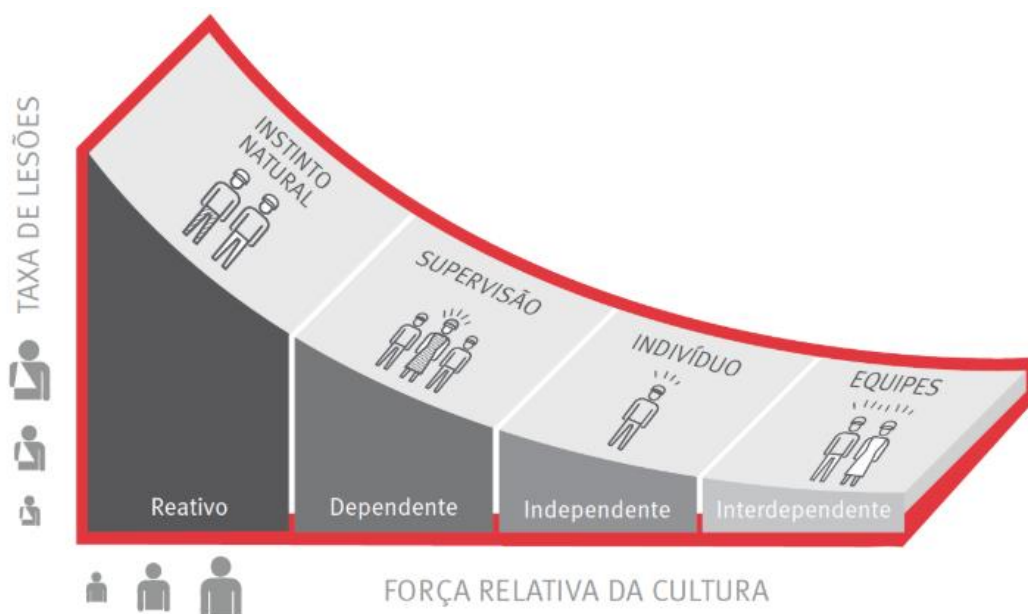 TAXA DE LESÕES
INSTINTO
NATURAL
SUPERVISÃO
INDIVÍDUO
EQUIPES
Reativo
Dependente
Independente
Interdependente
FORÇA RELATIVA DA CULTURA